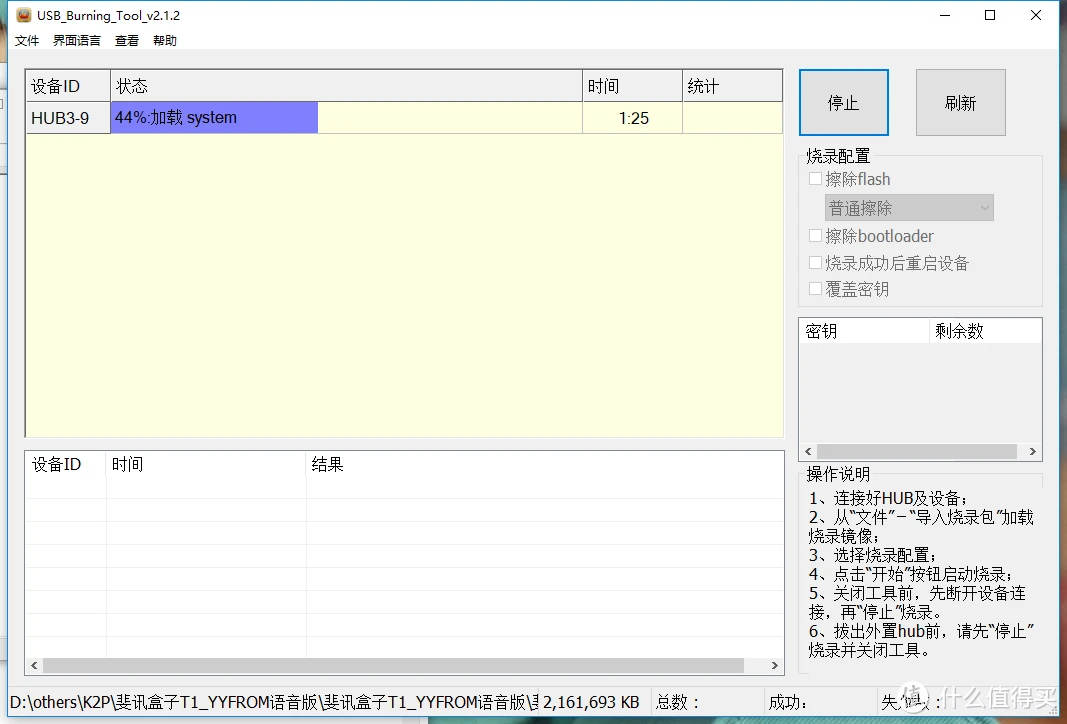 USB_Burning_Tool_v2.1.2
文件 界面语言 查看 帮助
设备ID 状态 时间 统计
HUB3-9 44%:加载 system 1:25
停止 刷新
烧录配置
擦除flash
普通擦除
擦除bootloader
烧录成功后重启设备
覆盖密钥
密钥 剩余数
设备ID 时间 结果
操作说明
1、连接好HUB及设备;
2、从“文件”－“导入烧录包”加载
烧录镜像;
3、选择烧录配置;
4、点击“开始”按钮启动烧录;
5、关闭工具前，先断开设备连
接，再“停止”烧录。
6、拔出外置hub前，请先“停止”
烧录并关闭工具。
D:\others\K2P\斐讯盒子T1_YYFROM语音版\斐讯盒子T1_YYFROM语音版\ 2,161,693 KB 总数： 成功： 失
值 什么值得买